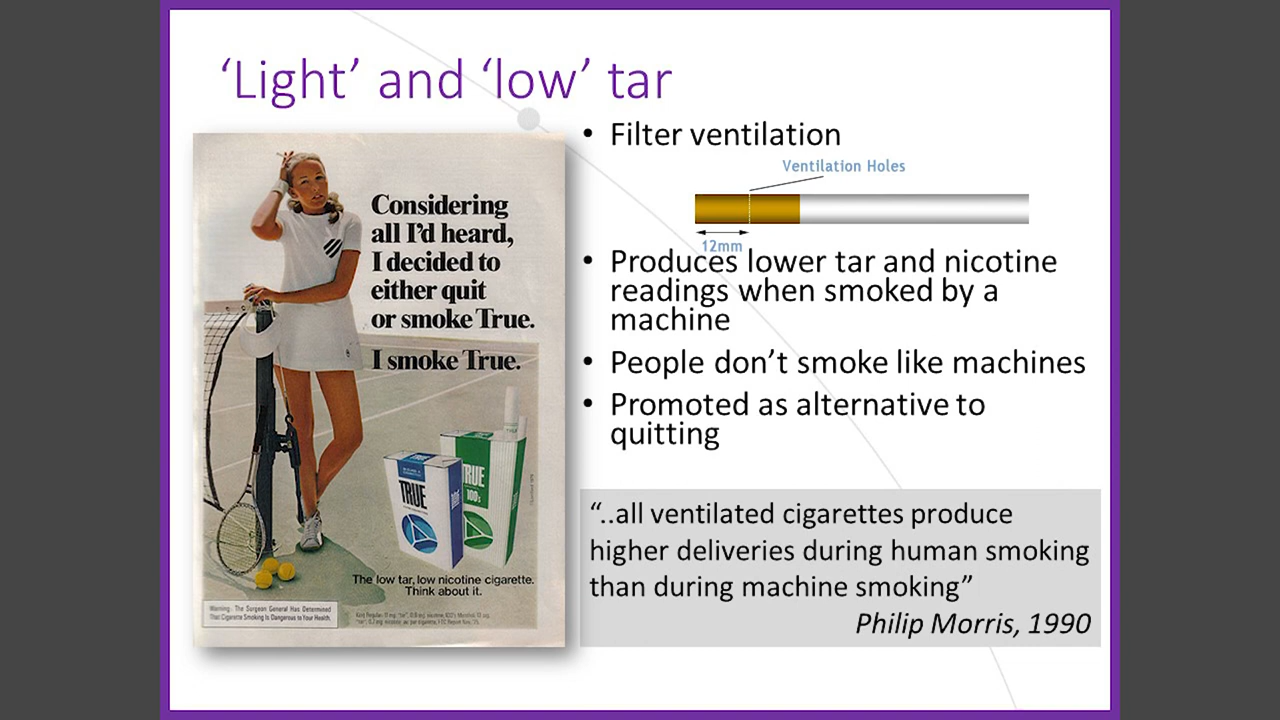 ‘Light’ and ‘low’ tar
Considering
all I’d heard,
I decided to
either quit
or smoke True.
I smoke True.
TRUE
100's
TRUE
100's
The low tar, low nicotine cigarette.
Think about it.
Warning: The Surgeon General Has Determined
That Cigarette Smoking Is Dangerous to Your Health.
• Filter ventilation
Ventilation Holes
12mm
• Produces lower tar and nicotine
readings when smoked by a
machine
• People don’t smoke like machines
• Promoted as alternative to
quitting
“..all ventilated cigarettes produce
higher deliveries during human smoking
than during machine smoking”
Philip Morris, 1990